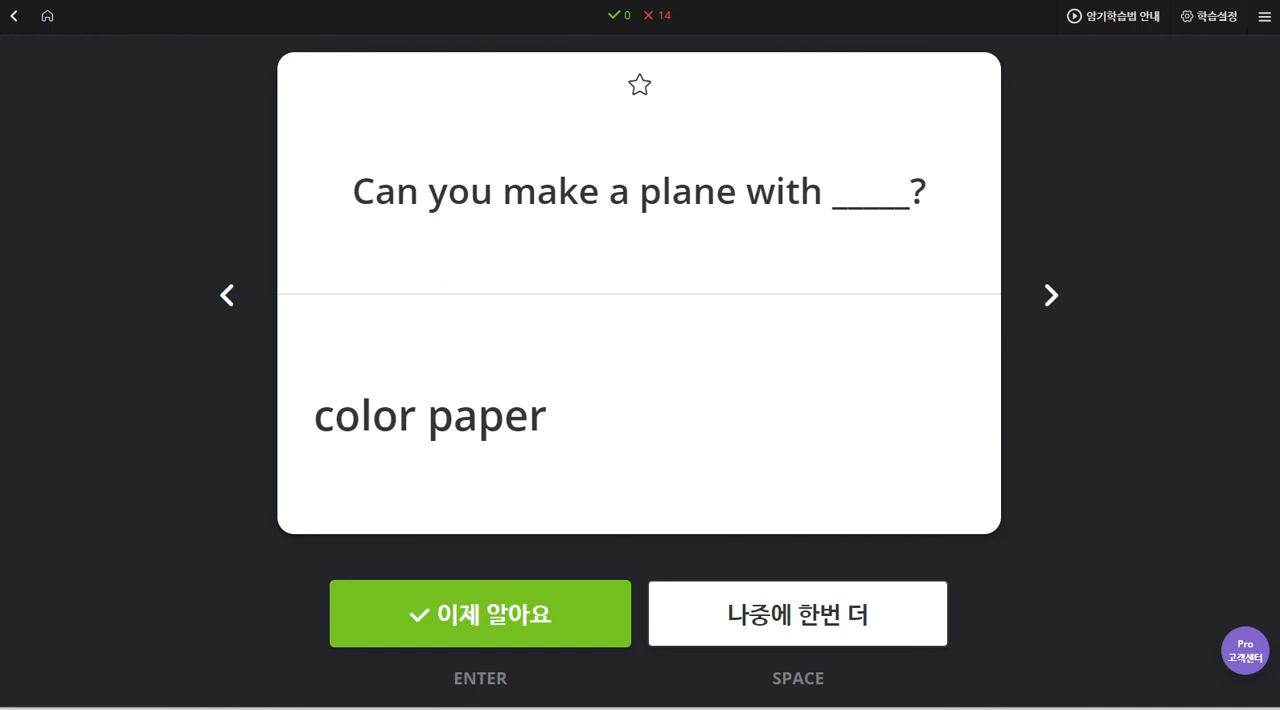 0 14 암기학습법 안내 학습설정
Can you make a plane with _____?
color paper
이제 알아요 나중에 한번 더
ENTER SPACE
Pro
고객센터